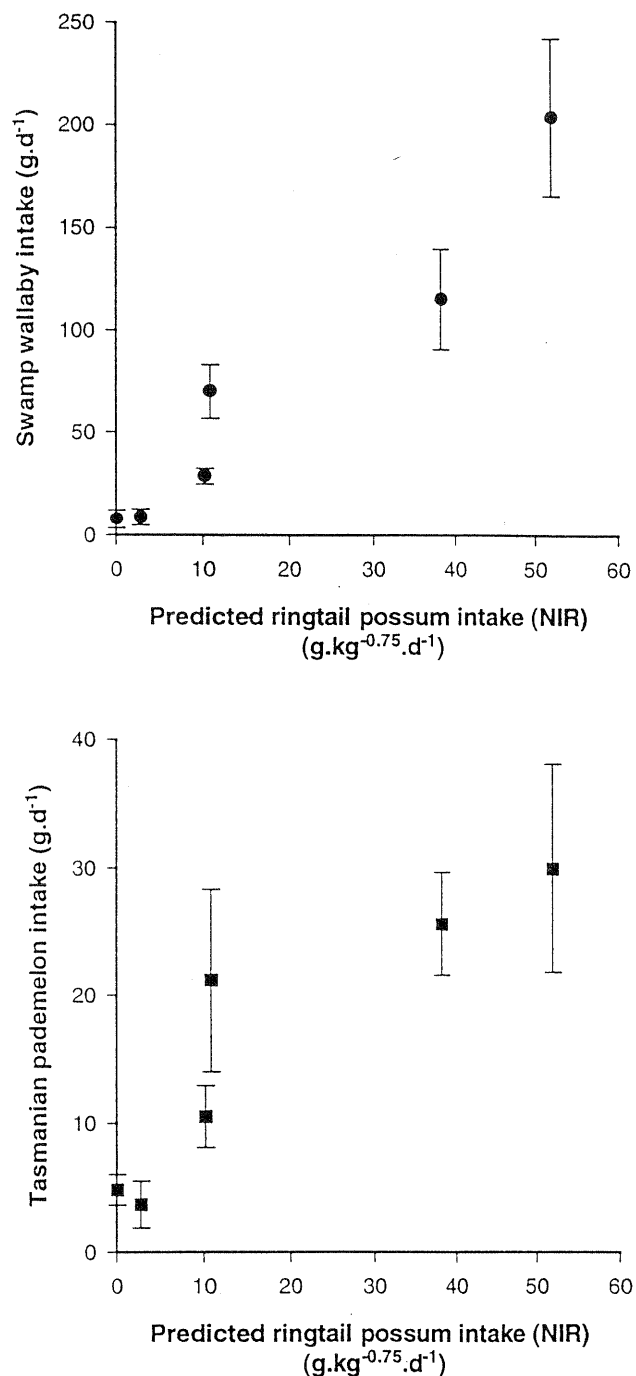 250
200
150
100
50
0
Swamp wallaby intake (g.d⁻¹)
0 10 20 30 40 50 60
Predicted ringtail possum intake (NIR)
(g.kg⁻⁰·⁷⁵.d⁻¹)
40
30
20
10
0
Tasmanian pademelon intake (g.d⁻¹)
0 10 20 30 40 50 60
Predicted ringtail possum intake (NIR)
(g.kg⁻⁰·⁷⁵.d⁻¹)